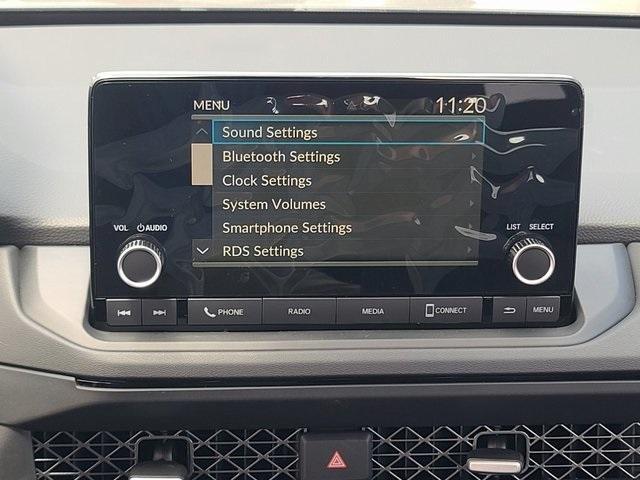 MENU 11:20
Sound Settings
Bluetooth Settings
Clock Settings
System Volumes
Smartphone Settings
RDS Settings
VOL AUDIO
LIST SELECT
PHONE RADIO MEDIA CONNECT MENU